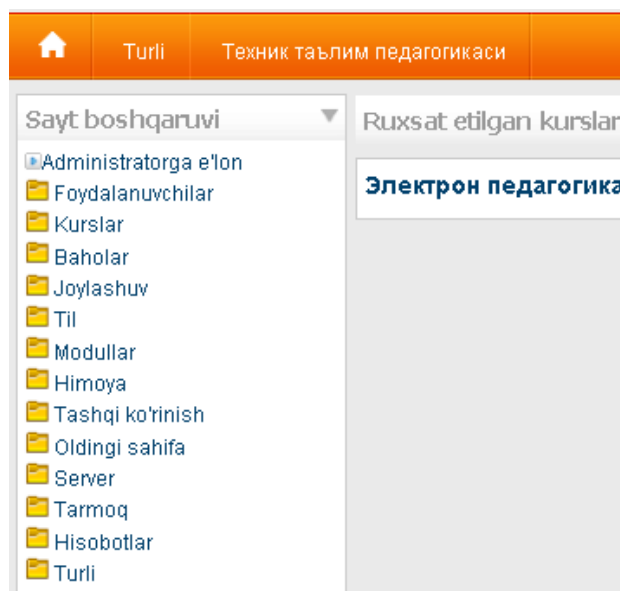 Turli Техник таълим педагогикаси
Sayt boshqaruvi
Ruxsat etilgan kurslar
Administratorga e'lon
Электрон педагогика
Foydalanuvchilar
Kurslar
Baholar
Joylashuv
Til
Modullar
Himoya
Tashqi ko'rinish
Oldingi sahifa
Server
Tarmoq
Hisobotlar
Turli